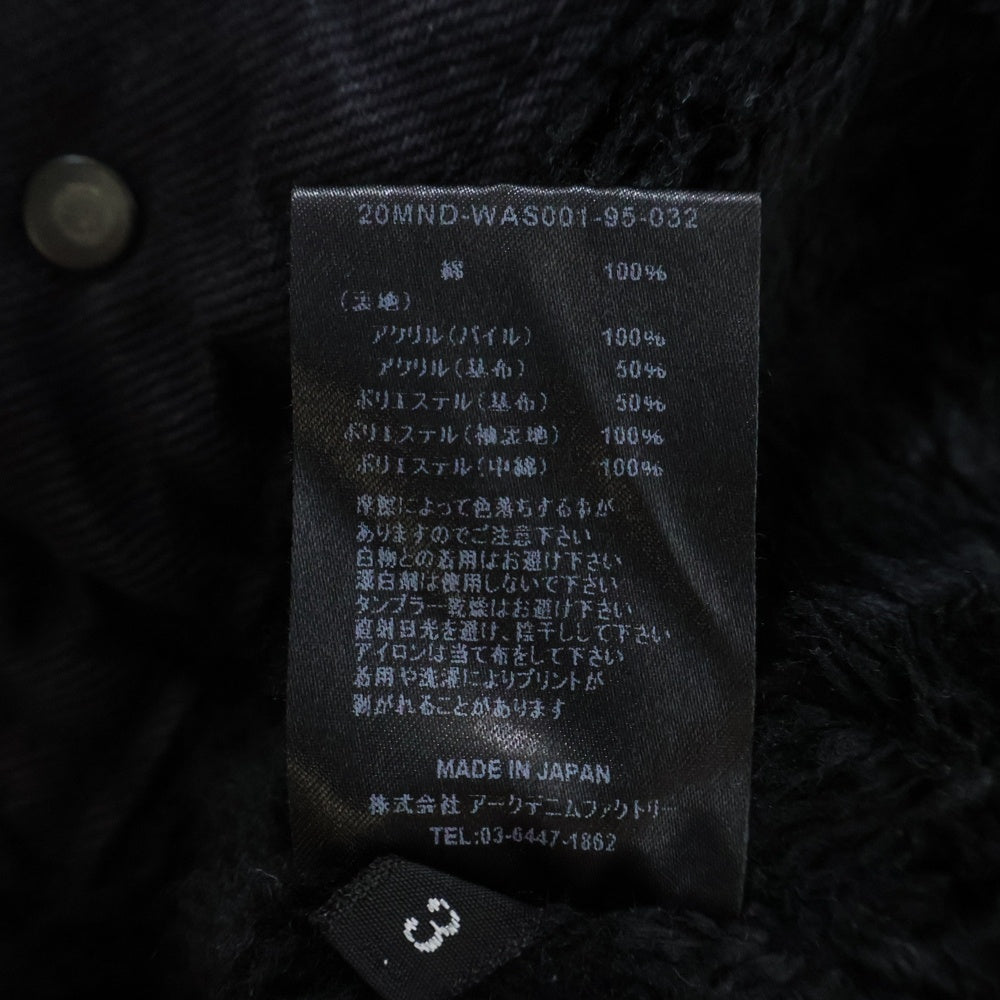 20MND-WAS001-95-032
綿 100%
(裏地)
アクリル(パイル) 100%
アクリル(基布) 50%
ポリエステル(基布) 50%
ポリエステル(袖裏地) 100%
ポリエステル(中綿) 100%
摩擦によって色落ちするおが
ありますのでご注意下さい
白物との着用はお避け下さい
漂白剤は使用しないで下さい
タンブラー乾燥はお避け下さい
直射日光を避け、陰干しして下さい
アイロンは当て布をして下さい
着用や洗濯によりプリントが
剥がれることがあります
MADE IN JAPAN
株式会社 アークデニムファクトリー
TEL:03-6447-1862
3